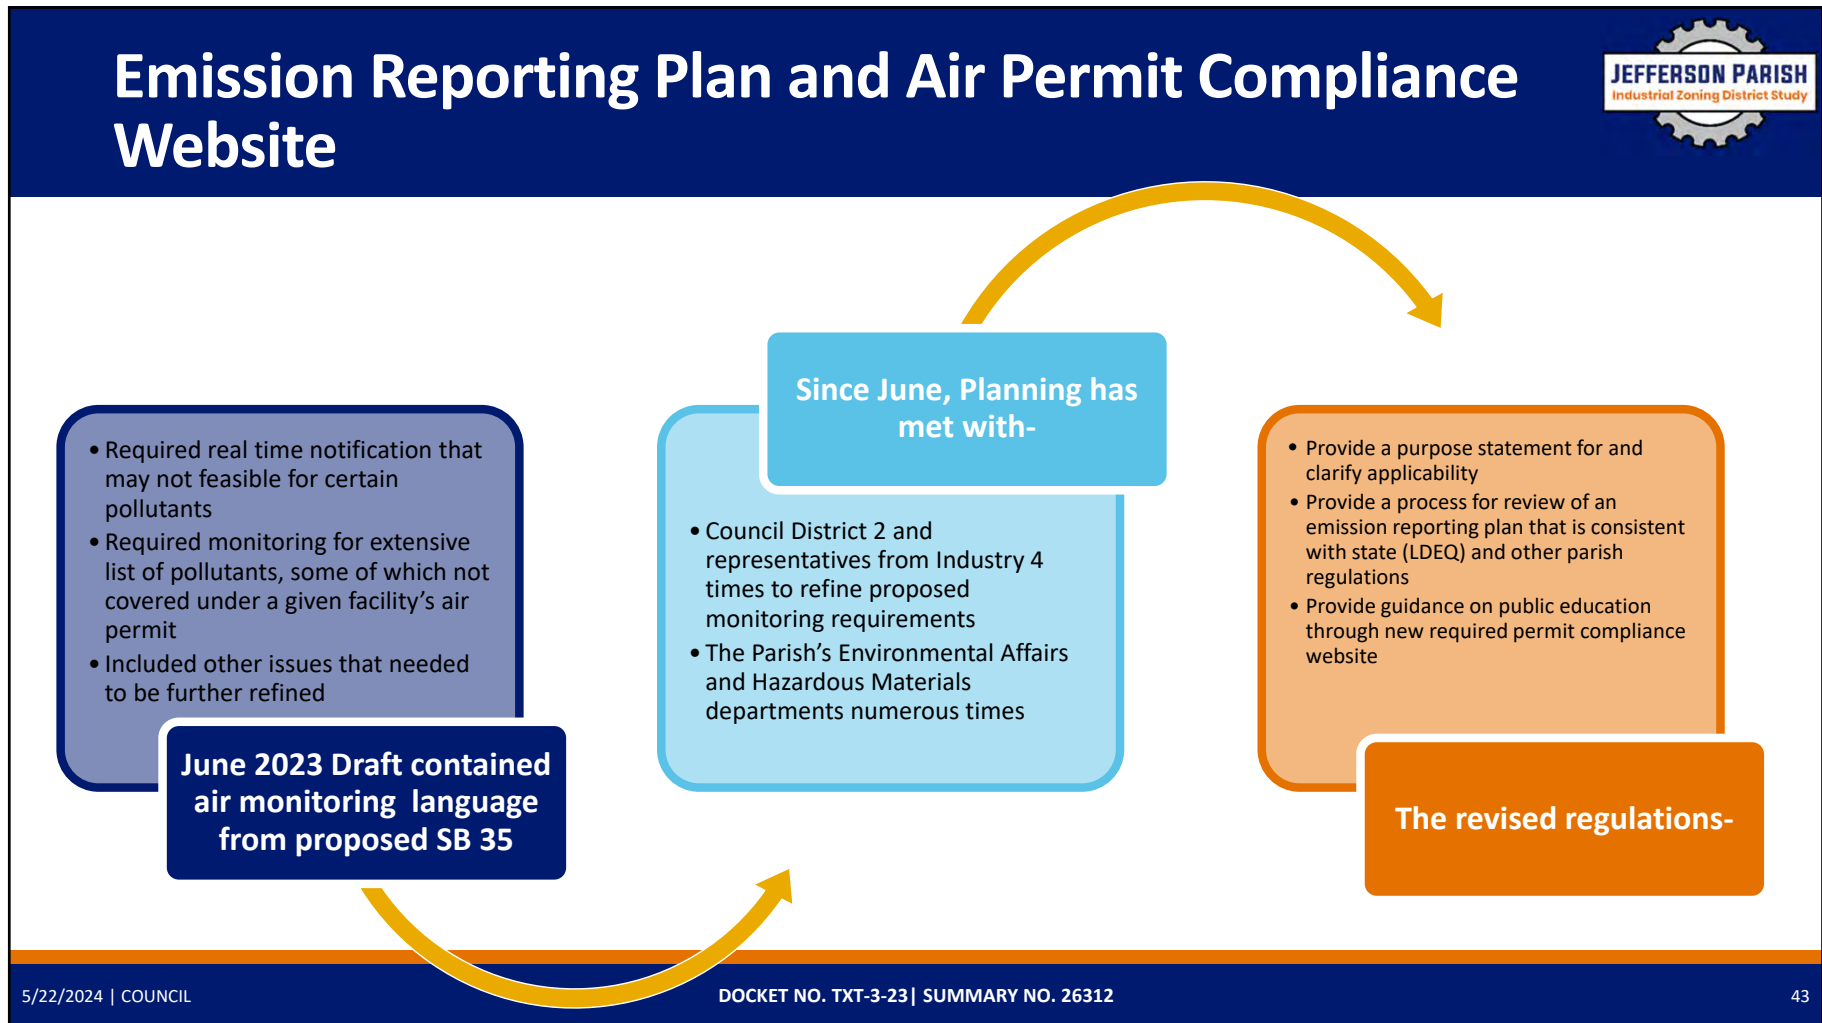 Emission Reporting Plan and Air Permit Compliance
Website
JEFFERSON PARISH
Industrial Zoning District Study
• Required real time notification that
may not feasible for certain
pollutants
• Required monitoring for extensive
list of pollutants, some of which not
covered under a given facility’s air
permit
• Included other issues that needed
to be further refined
June 2023 Draft contained
air monitoring  language
from proposed SB 35
Since June, Planning has
met with-
• Council District 2 and
representatives from Industry 4
times to refine proposed
monitoring requirements
• The Parish’s Environmental Affairs
and Hazardous Materials
departments numerous times
• Provide a purpose statement for and
clarify applicability
• Provide a process for review of an
emission reporting plan that is consistent
with state (LDEQ) and other parish
regulations
• Provide guidance on public education
through new required permit compliance
website
The revised regulations-
5/22/2024 | COUNCIL
DOCKET NO. TXT-3-23| SUMMARY NO. 26312
43